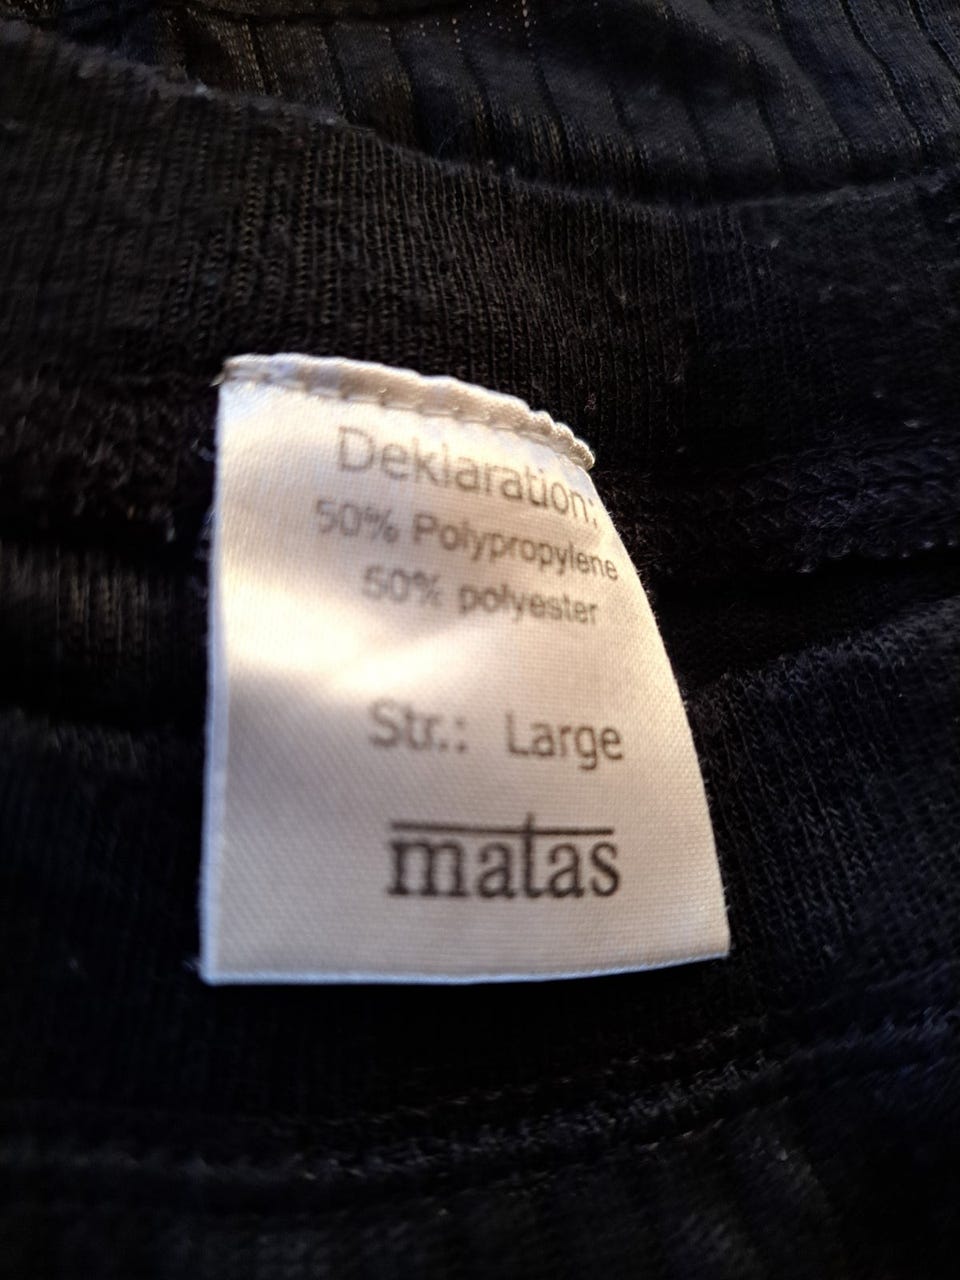 Deklaration:
50% Polypropylene
50% polyester
Str.: Large
matas